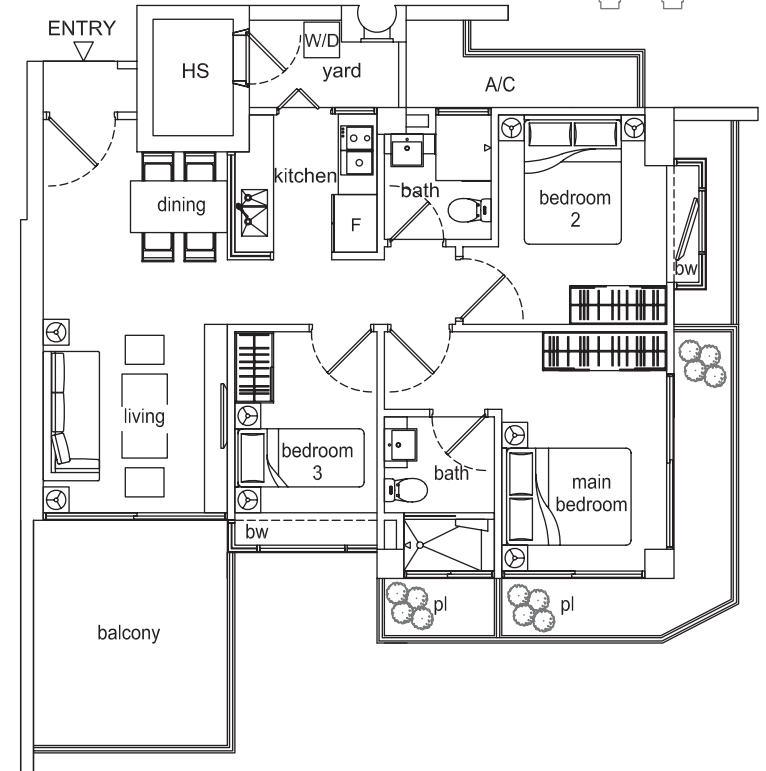 ENTRY
W/D
HS
yard
A/C
kitchen
bath
dining
bedroom
2
F
bw
living
bedroom
3
bath
main
bedroom
bw
pl
pl
balcony